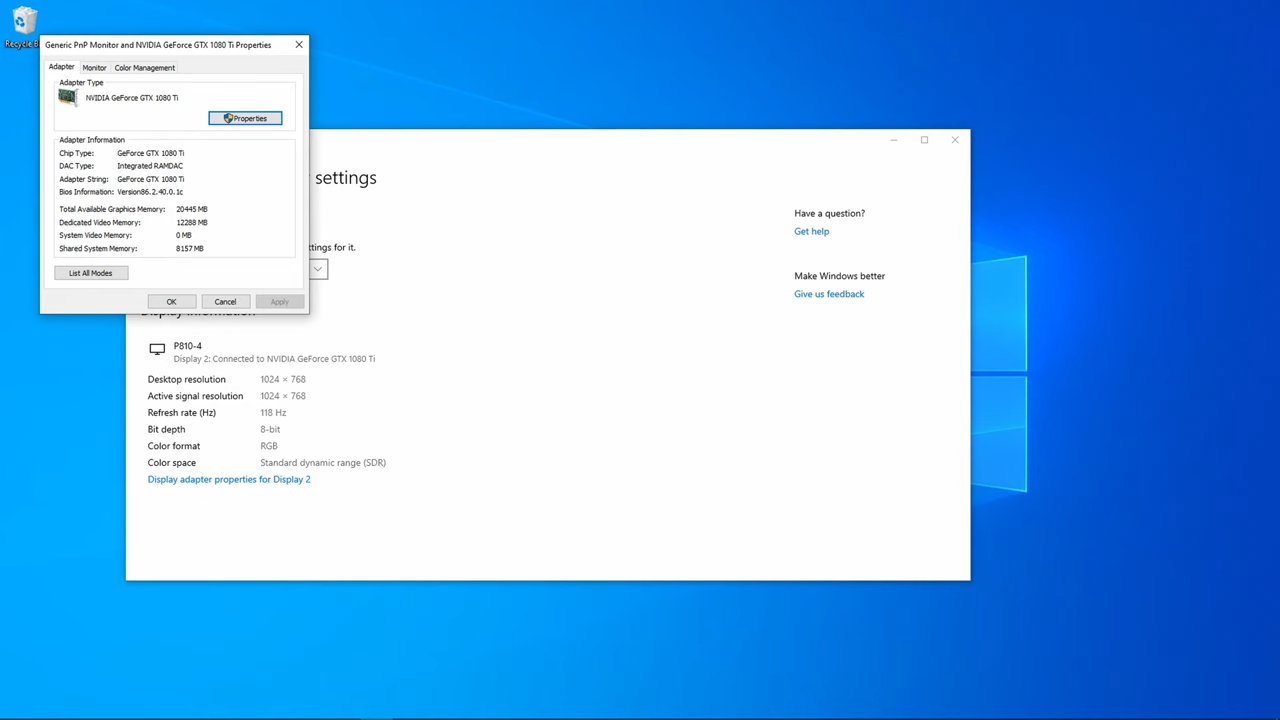 Recycle B
Generic PnP Monitor and NVIDIA GeForce GTX 1080 Ti Properties
Adapter Monitor Color Management
Adapter Type
NVIDIA GeForce GTX 1080 Ti
Properties
Adapter Information
Chip Type: GeForce GTX 1080 Ti
DAC Type: Integrated RAMDAC
Adapter String: GeForce GTX 1080 Ti
Bios Information: Version86.2.40.0.1c
Total Available Graphics Memory: 20445 MB
Dedicated Video Memory: 12288 MB
System Video Memory: 0 MB
Shared System Memory: 8157 MB
List All Modes
OK Cancel Apply
settings
ttings for it.
Have a question?
Get help
Make Windows better
Give us feedback
Display information
P810-4
Display 2: Connected to NVIDIA GeForce GTX 1080 Ti
Desktop resolution 1024 × 768
Active signal resolution 1024 × 768
Refresh rate (Hz) 118 Hz
Bit depth 8-bit
Color format RGB
Color space Standard dynamic range (SDR)
Display adapter properties for Display 2